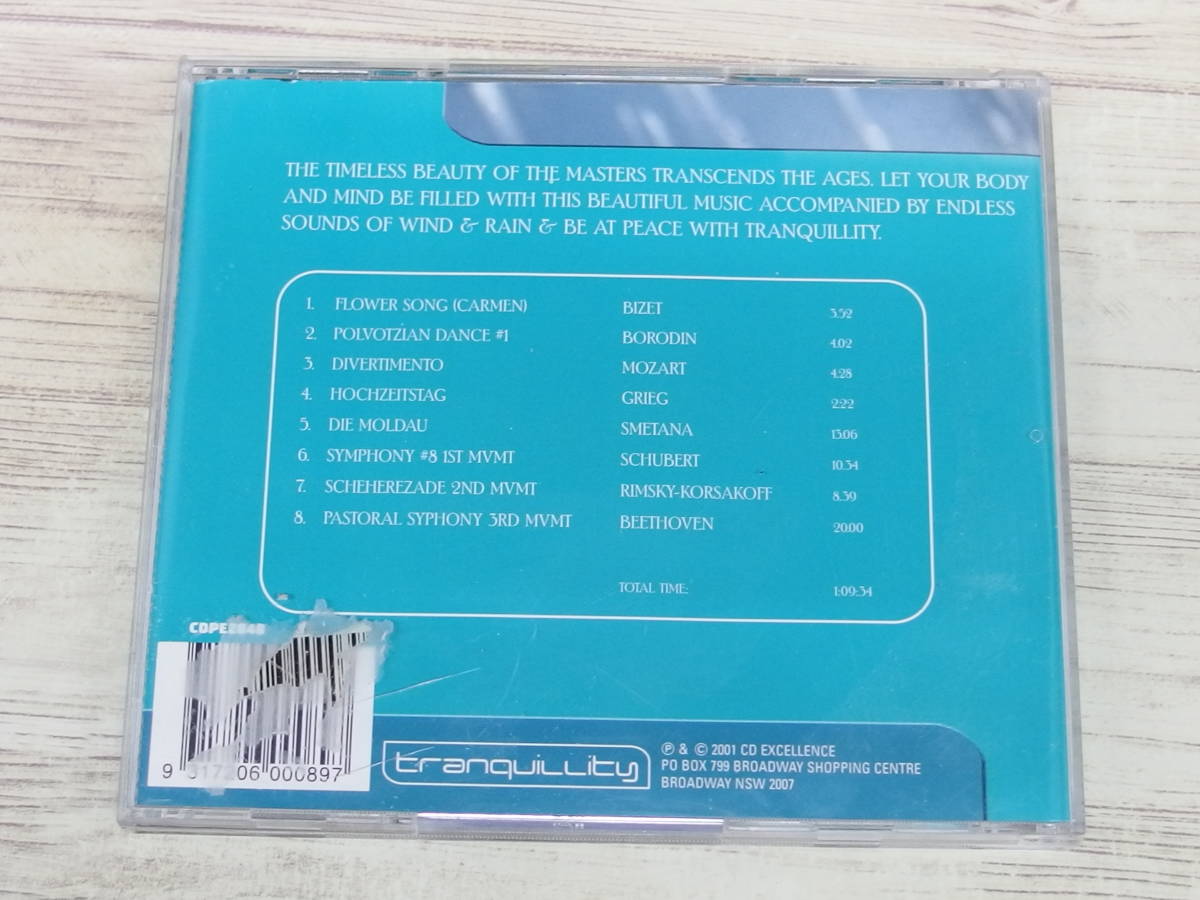 THE TIMELESS BEAUTY OF THE MASTERS TRANSCENDS THE AGES. LET YOUR BODY
AND MIND BE FILLED WITH THIS BEAUTIFUL MUSIC ACCOMPANIED BY ENDLESS
SOUNDS OF WIND & RAIN & BE AT PEACE WITH TRANQUILLITY.
1. FLOWER SONG (CARMEN) BIZET 3.52
2. POLVOTZIAN DANCE #1 BORODIN 4.02
3. DIVERTIMENTO MOZART 4.28
4. HOCHZEITSTAG GRIEG 2.22
5. DIE MOLDAU SMETANA 13.06
6. SYMPHONY #8 1ST MVMT SCHUBERT 10.34
7. SCHEHEREZADE 2ND MVMT RIMSKY-KORSAKOFF 8.39
8. PASTORAL SYPHONY 3RD MVMT BEETHOVEN 20.00
TOTAL TIME: 1:09:34
9 317206 000897
tranquillity
℗ & © 2001 CD EXCELLENCE
PO BOX 799 BROADWAY SHOPPING CENTRE
BROADWAY NSW 2007